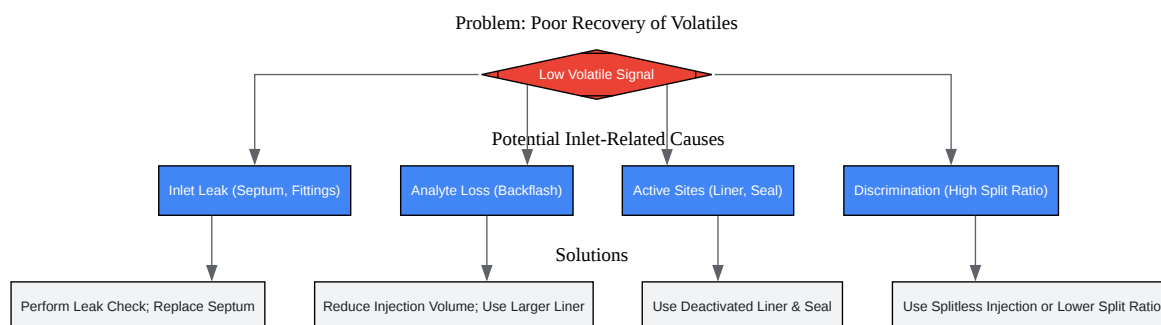 Problem: Poor Recovery of Volatiles
Low Volatile Signal
Potential Inlet-Related Causes
Inlet Leak (Septum, Fittings)
Analyte Loss (Backflash)
Active Sites (Liner, Seal)
Discrimination (High Split Ratio)
Solutions
Perform Leak Check; Replace Septum
Reduce Injection Volume; Use Larger Liner
Use Deactivated Liner & Seal
Use Splitless Injection or Lower Split Ratio